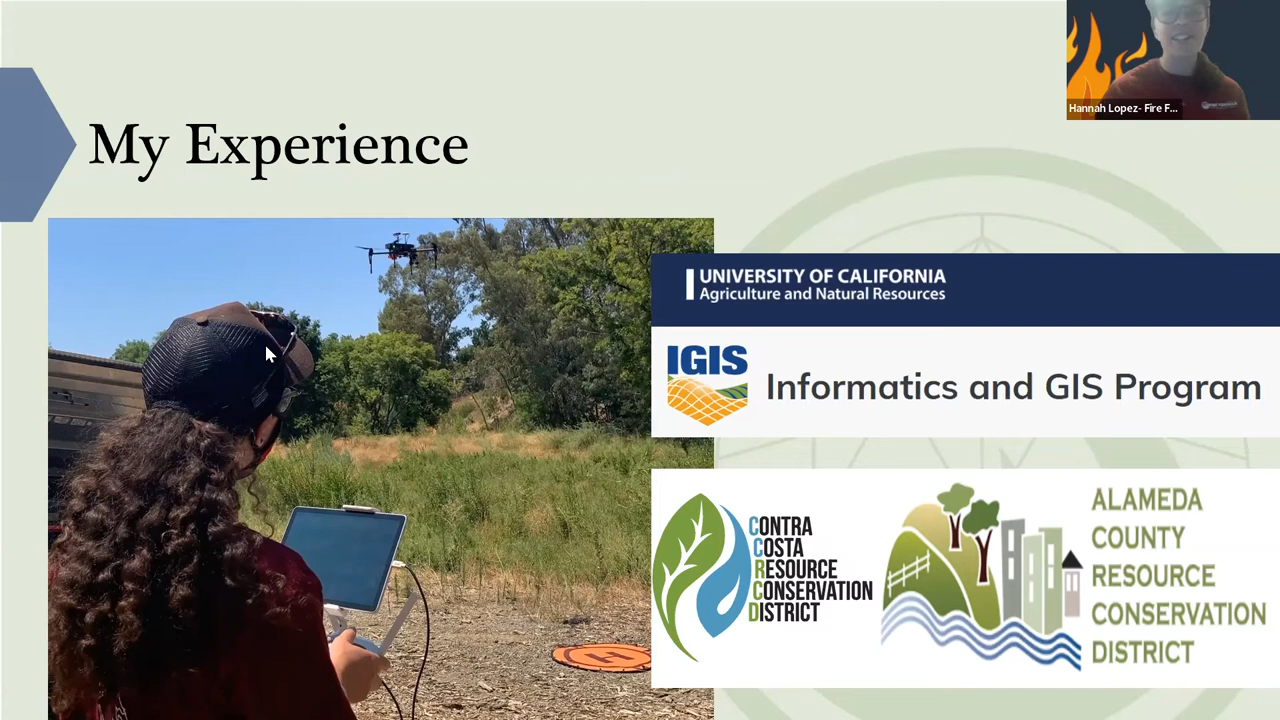 My Experience
Hannah Lopez- Fire F...
UNIVERSITY OF CALIFORNIA
Agriculture and Natural Resources
IGIS
Informatics and GIS Program
CONTRA
COSTA
RESOURCE
CONSERVATION
DISTRICT
ALAMEDA
COUNTY
RESOURCE
CONSERVATION
DISTRICT
H